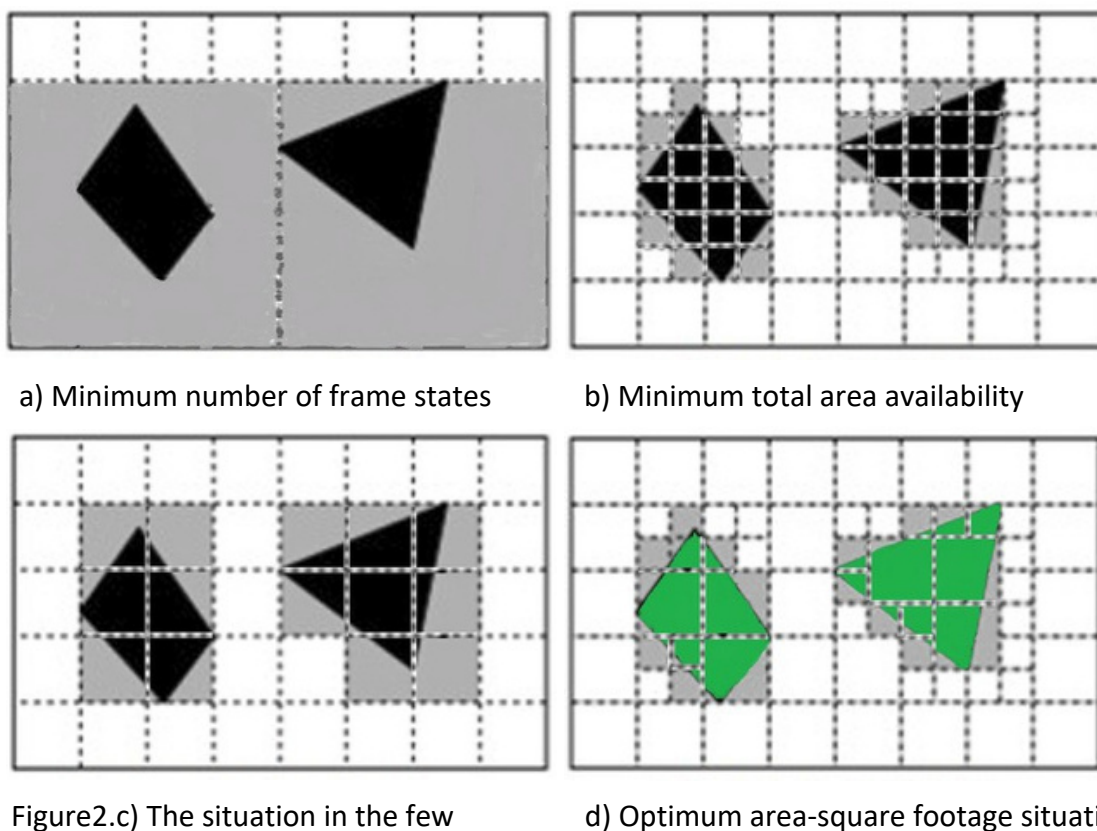 a) Minimum number of frame states
b) Minimum total area availability
Figure2.c) The situation in the few
d) Optimum area-square footage situati